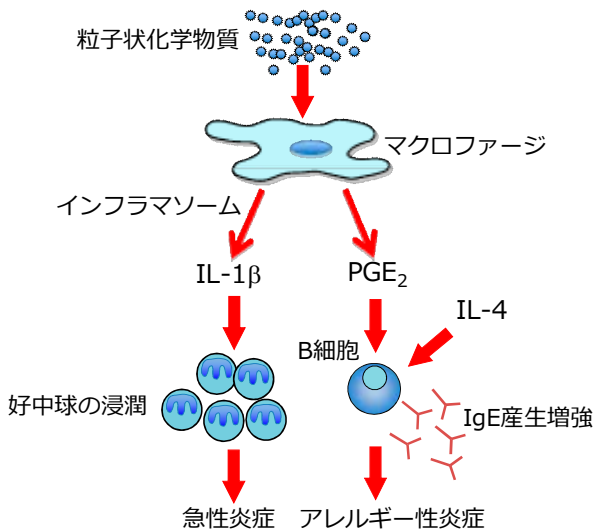 粒子状化学物質
マクロファージ
インフラマソーム
IL-1β
PGE₂
IL-4
B細胞
好中球の浸潤
IgE産生増強
急性炎症
アレルギー性炎症